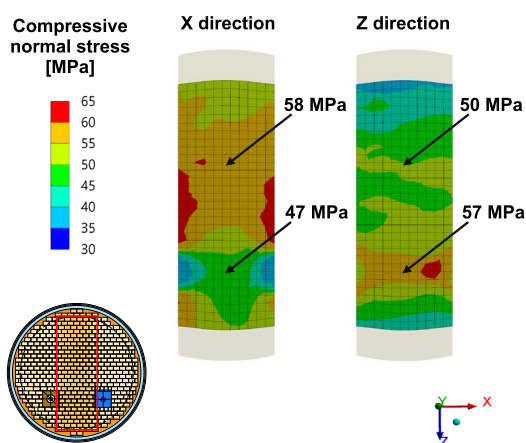 Compressive
normal stress
[MPa]
X direction
Z direction
65
60
55
50
45
40
35
30
58 MPa
47 MPa
50 MPa
57 MPa
Y
X
Z